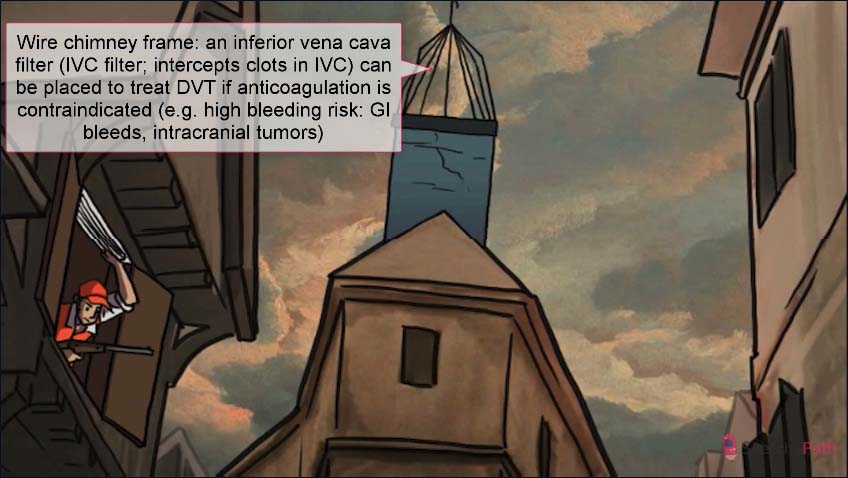 Wire chimney frame: an inferior vena cava
filter (IVC filter; intercepts clots in IVC) can
be placed to treat DVT if anticoagulation is
contraindicated (e.g. high bleeding risk: GI
bleeds, intracranial tumors)
Path